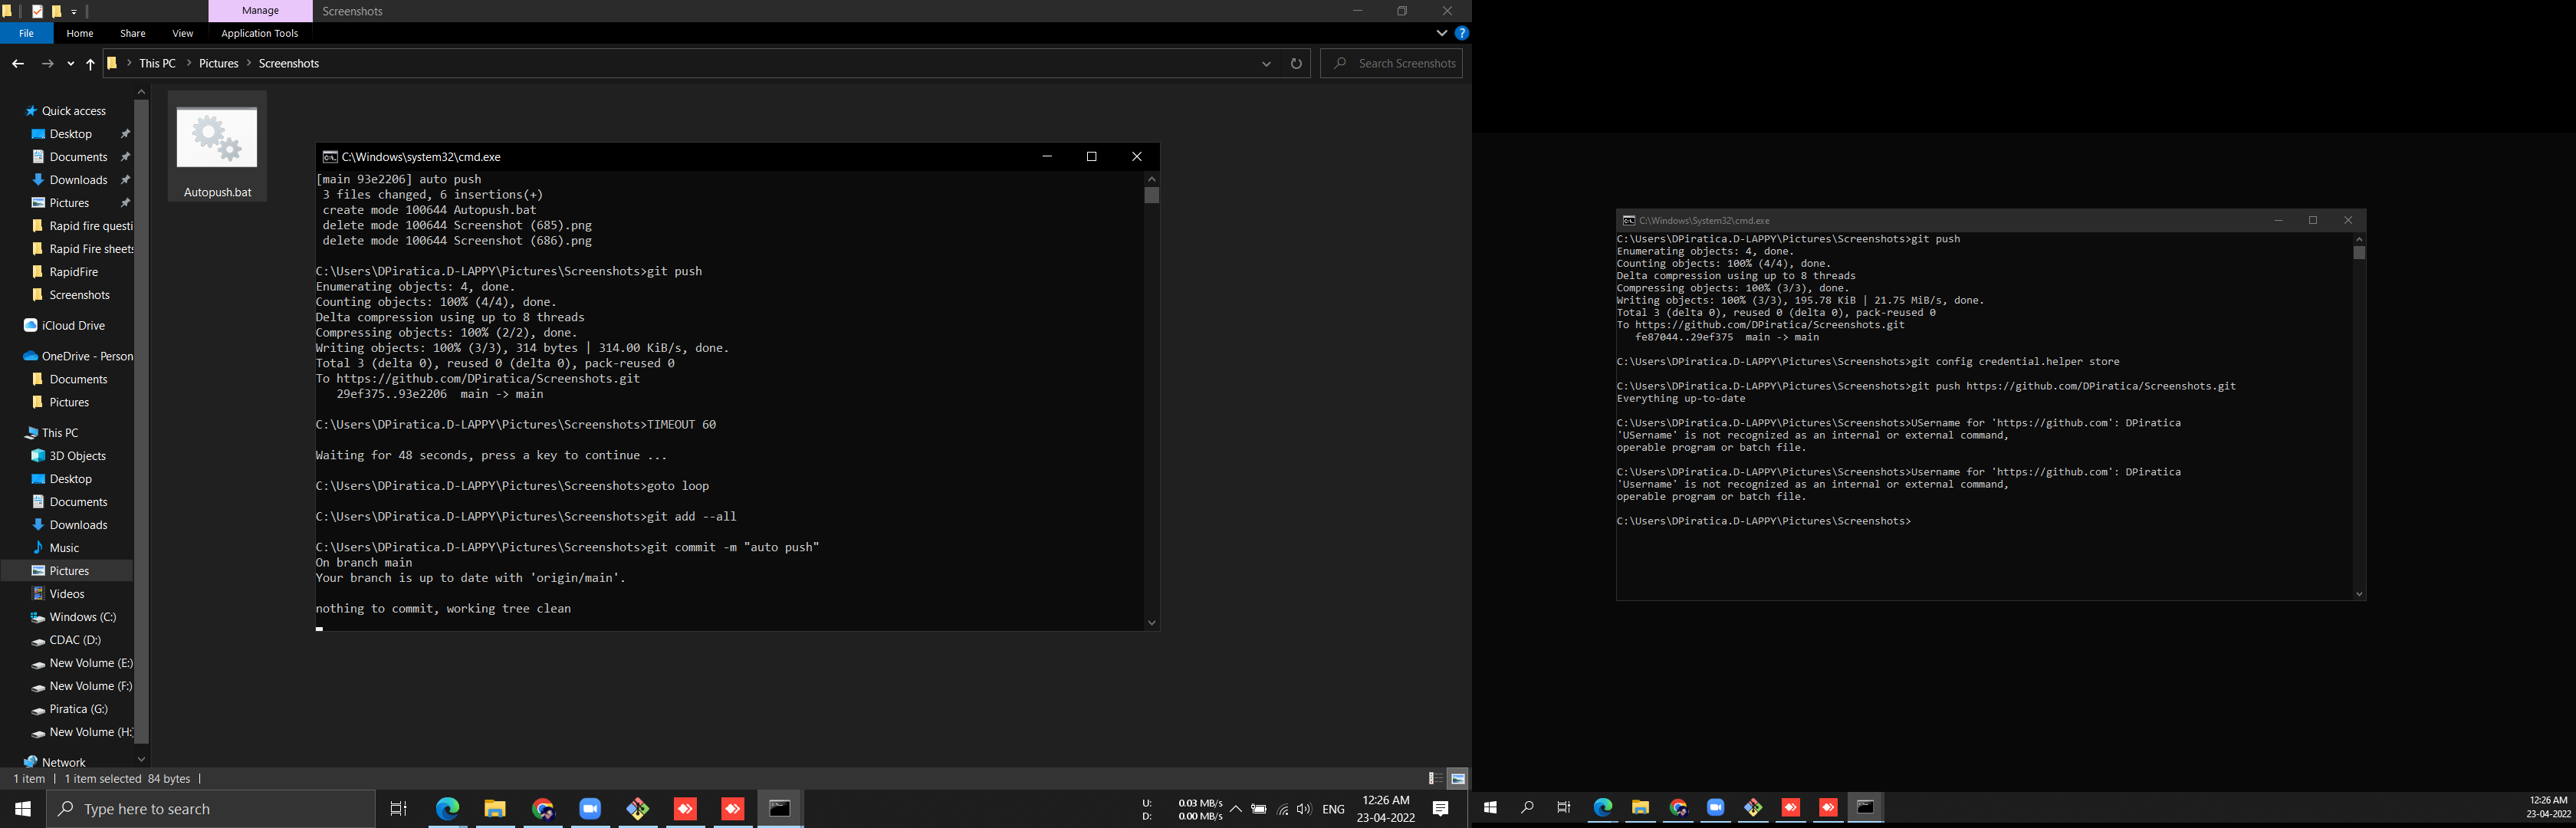 Manage
Screenshots
File
Home
Share
View
Application Tools
This PC
Pictures
Screenshots
Search Screenshots
Quick access
Desktop
Documents
Downloads
Pictures
Rapid fire questi
Rapid Fire sheets
RapidFire
Screenshots
iCloud Drive
OneDrive - Person
Documents
Pictures
This PC
3D Objects
Desktop
Documents
Downloads
Music
Pictures
Videos
Windows (C:)
CDAC (D:)
New Volume (E:)
New Volume (F:)
Piratica (G:)
New Volume (H:)
Network
Autopush.bat
C:\Windows\system32\cmd.exe
[main 93e2206] auto push
3 files changed, 6 insertions(+)
create mode 100644 Autopush.bat
delete mode 100644 Screenshot (685).png
delete mode 100644 Screenshot (686).png
C:\Users\DPiratica.D-LAPPY\Pictures\Screenshots>git push
Enumerating objects: 4, done.
Counting objects: 100% (4/4), done.
Delta compression using up to 8 threads
Compressing objects: 100% (2/2), done.
Writing objects: 100% (3/3), 314 bytes | 314.00 KiB/s, done.
Total 3 (delta 0), reused 0 (delta 0), pack-reused 0
To https://github.com/DPiratica/Screenshots.git
29ef375..93e2206 main -> main
C:\Users\DPiratica.D-LAPPY\Pictures\Screenshots>TIMEOUT 60
Waiting for 48 seconds, press a key to continue ...
C:\Users\DPiratica.D-LAPPY\Pictures\Screenshots>goto loop
C:\Users\DPiratica.D-LAPPY\Pictures\Screenshots>git add --all
C:\Users\DPiratica.D-LAPPY\Pictures\Screenshots>git commit -m "auto push"
On branch main
Your branch is up to date with 'origin/main'.
nothing to commit, working tree clean
1 item
1 item selected 84 bytes
Type here to search
U: 0.03 MB/s
D: 0.00 MB/s
ENG
12:26 AM
23-04-2022
C:\Windows\System32\cmd.exe
C:\Users\DPiratica.D-LAPPY\Pictures\Screenshots>git push
Enumerating objects: 4, done.
Counting objects: 100% (4/4), done.
Delta compression using up to 8 threads
Compressing objects: 100% (3/3), done.
Writing objects: 100% (3/3), 195.78 KiB | 21.75 MiB/s, done.
Total 3 (delta 0), reused 0 (delta 0), pack-reused 0
To https://github.com/DPiratica/Screenshots.git
fe87044..29ef375 main -> main
C:\Users\DPiratica.D-LAPPY\Pictures\Screenshots>git config credential.helper store
C:\Users\DPiratica.D-LAPPY\Pictures\Screenshots>git push https://github.com/DPiratica/Screenshots.git
Everything up-to-date
C:\Users\DPiratica.D-LAPPY\Pictures\Screenshots>USername for 'https://github.com': DPiratica
'USername' is not recognized as an internal or external command,
operable program or batch file.
C:\Users\DPiratica.D-LAPPY\Pictures\Screenshots>Username for 'https://github.com': DPiratica
'Username' is not recognized as an internal or external command,
operable program or batch file.
C:\Users\DPiratica.D-LAPPY\Pictures\Screenshots>
12:26 AM
23-04-2022